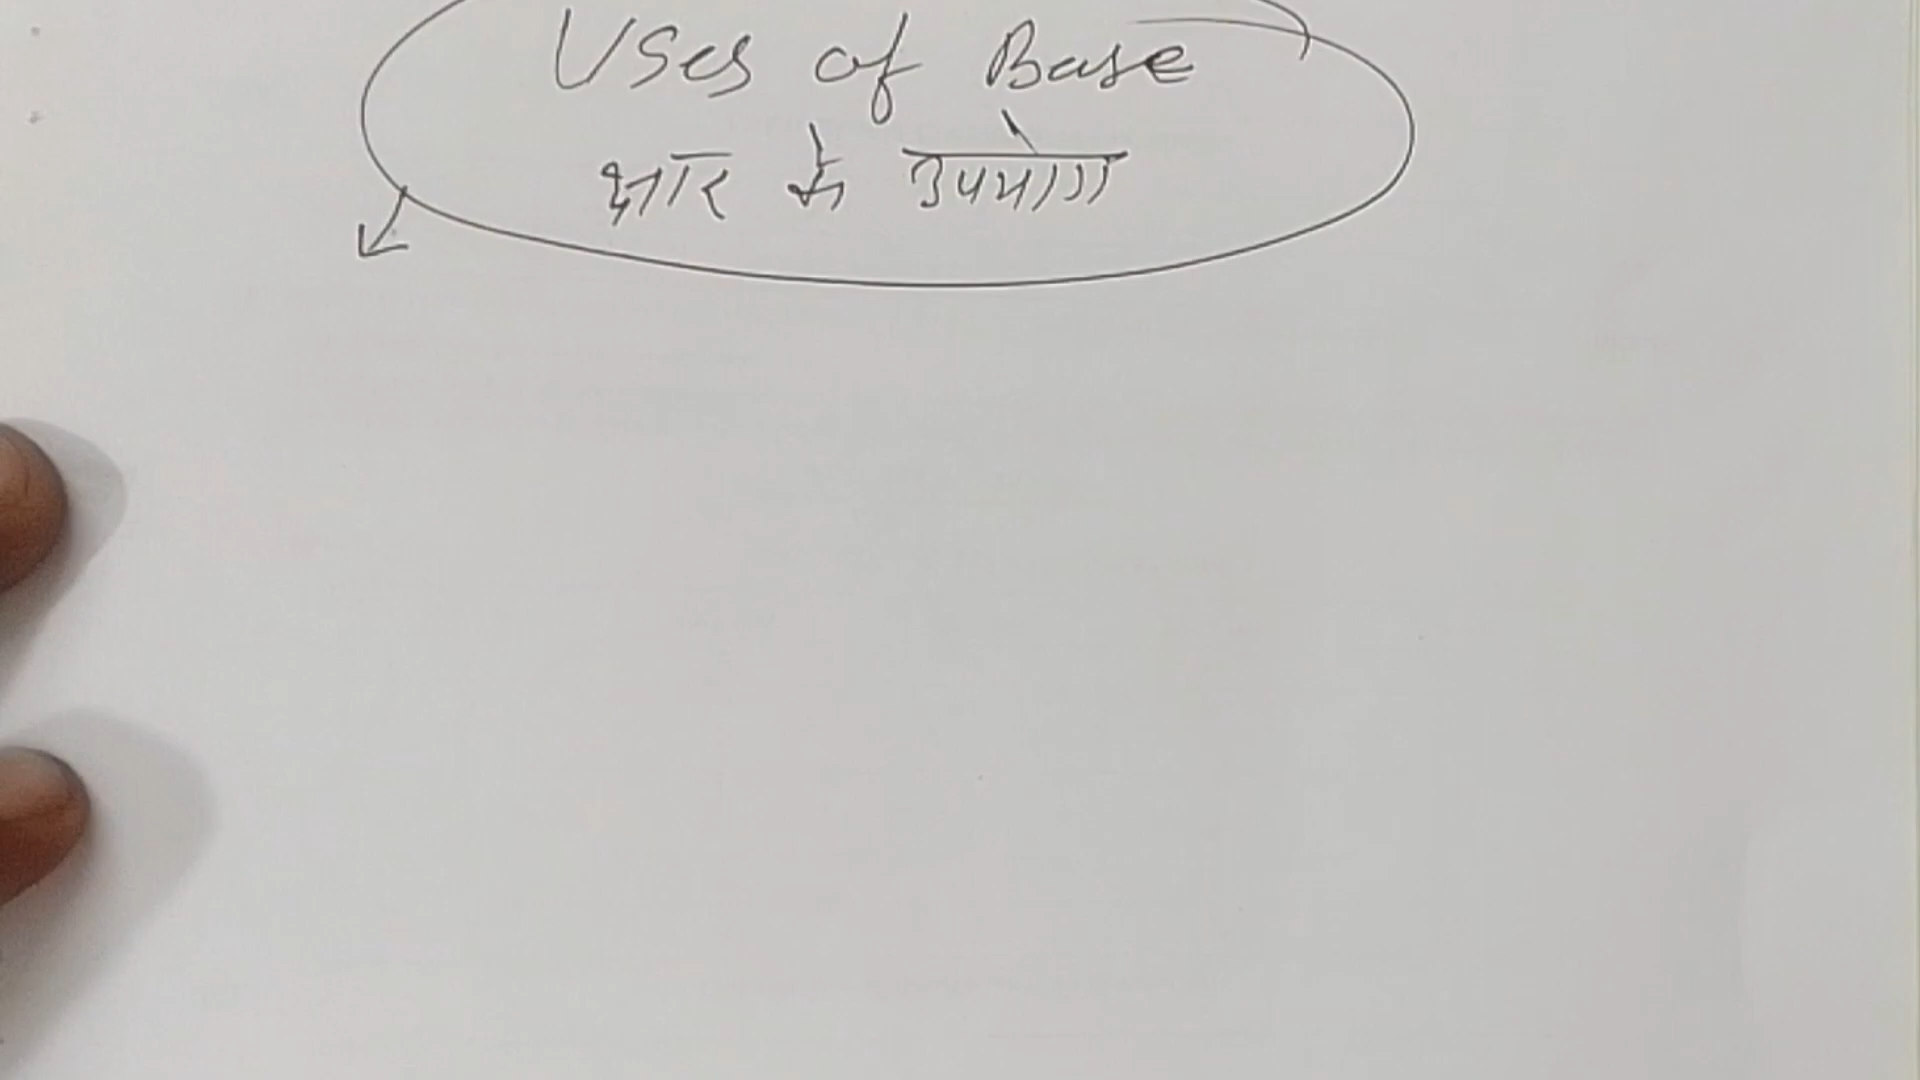 Uses of Base
क्षार के उपयोग